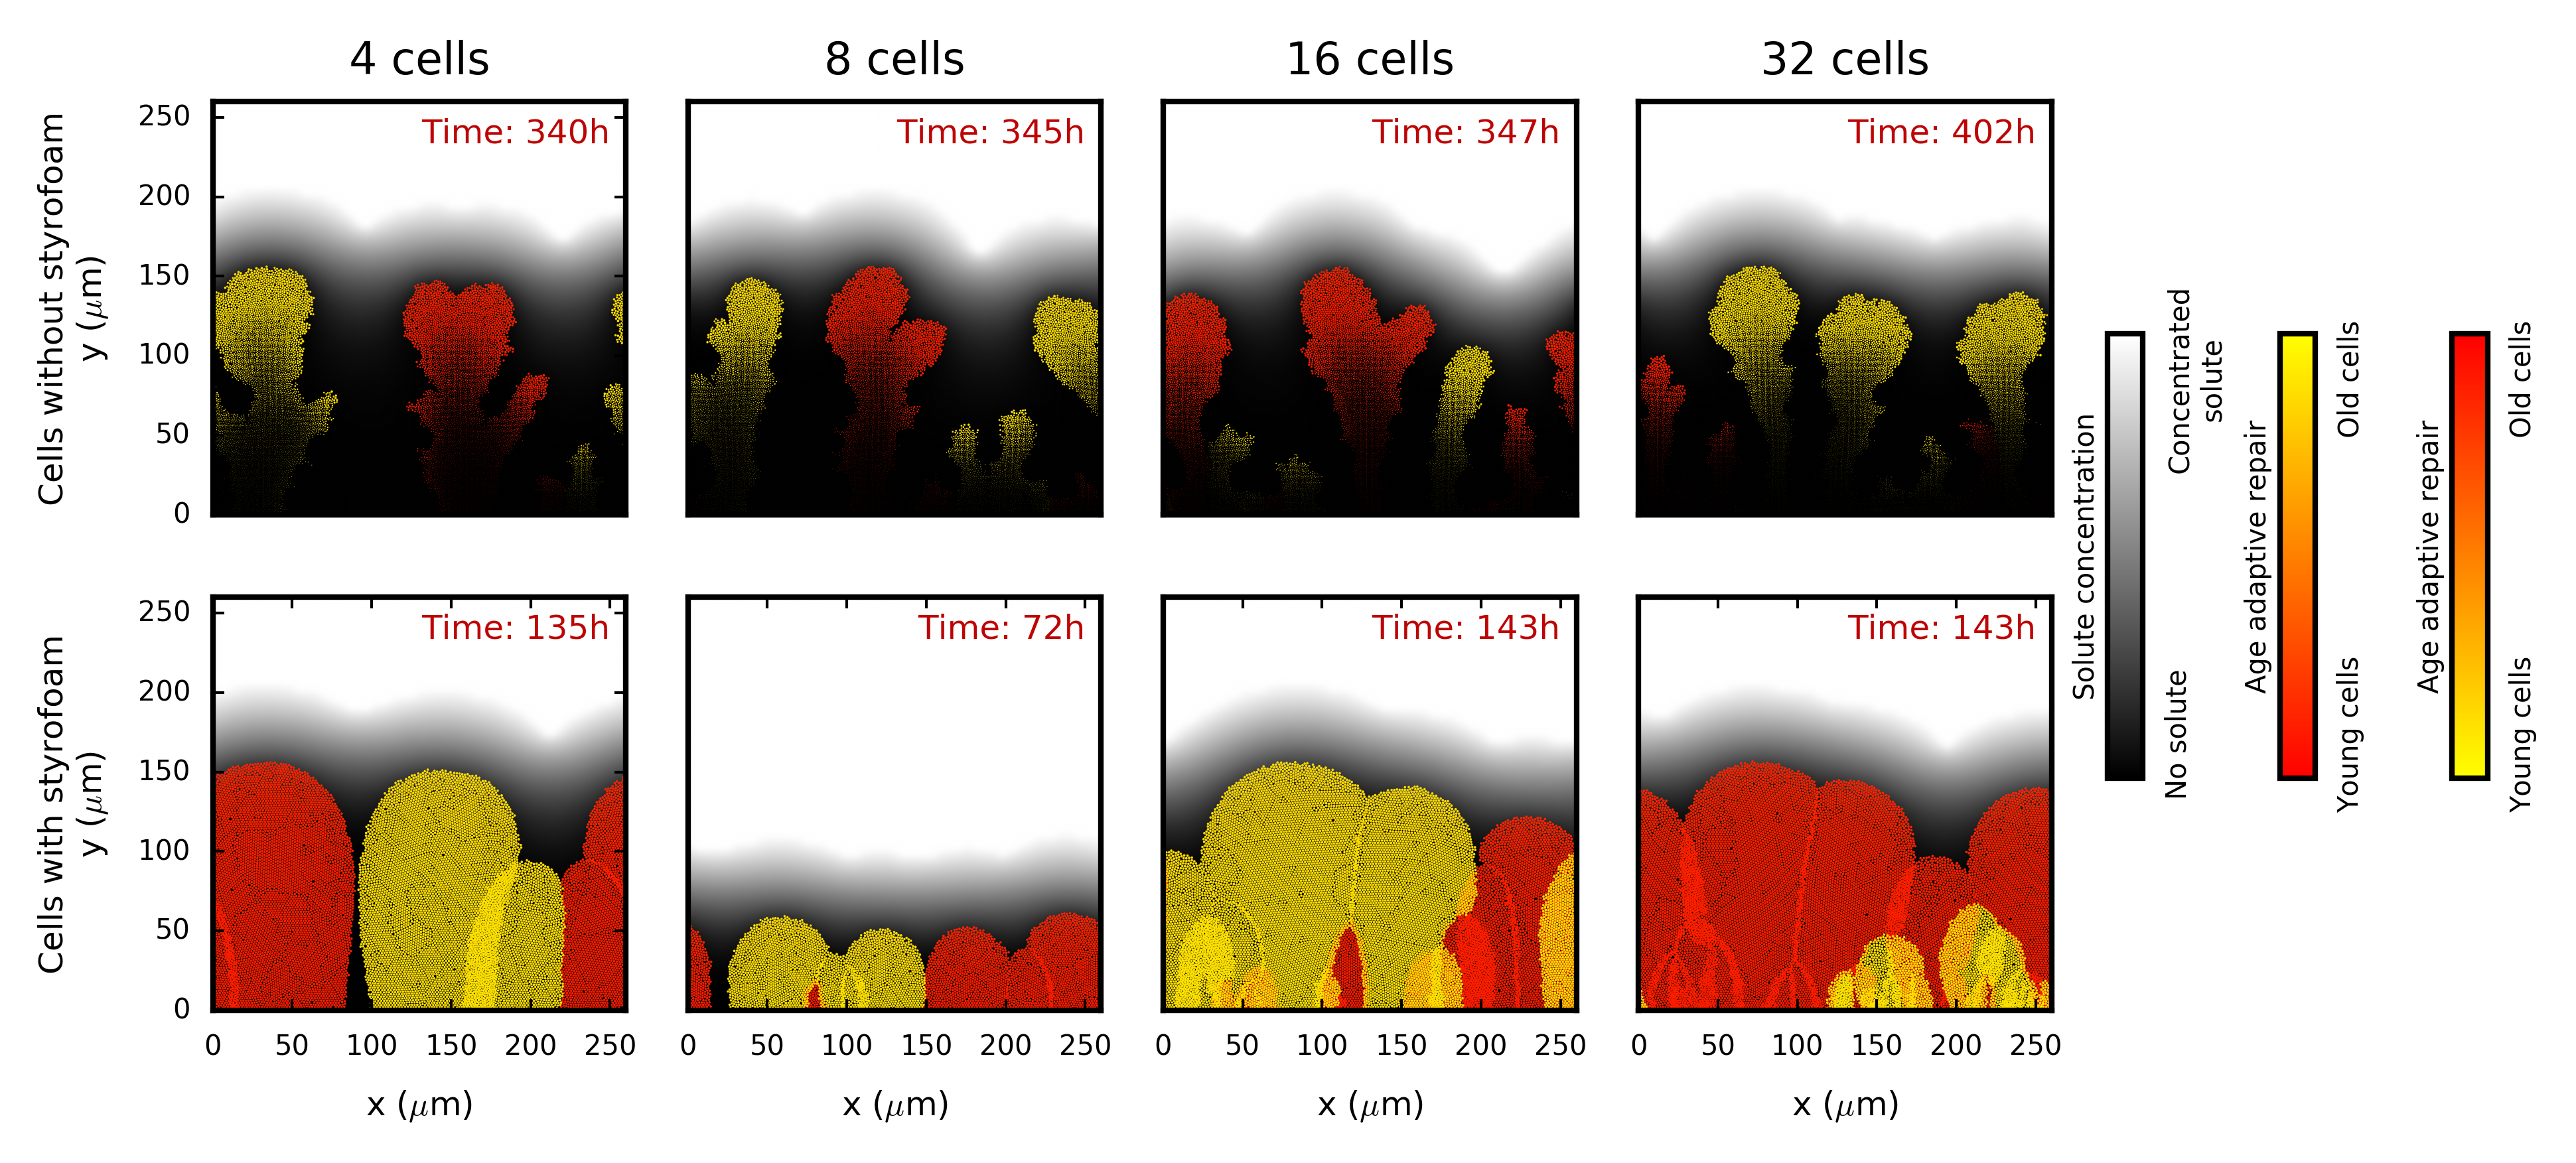 4 cells
8 cells
16 cells
32 cells
Cells without styrofoam
y (μm)
250
200
150
100
50
0
Time: 340h
Time: 345h
Time: 347h
Time: 402h
Cells with styrofoam
y (μm)
250
200
150
100
50
0
Time: 135h
Time: 72h
Time: 143h
Time: 143h
0 50 100 150 200 250
0 50 100 150 200 250
0 50 100 150 200 250
0 50 100 150 200 250
x (μm)
x (μm)
x (μm)
x (μm)
Solute concentration
No solute
Concentrated
solute
Age adaptive repair
Young cells
Old cells
Age adaptive repair
Young cells
Old cells